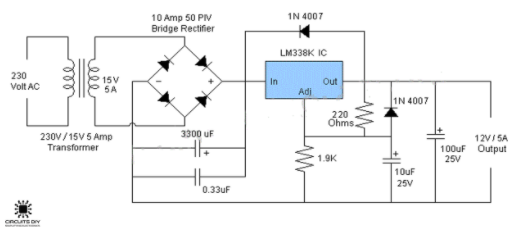 10 Amp 50 PIV
Bridge Rectifier
1N 4007
LM338K IC
In
Out
Adj
230
Volt AC
15V
5A
-
+
230V / 15V 5 Amp
Transformer
3300 uF
+
0.33uF
220
Ohms
1N 4007
1.9K
+
10uF
25V
+
100uF
25V
12V / 5A
Output
CIRCUITS DIY